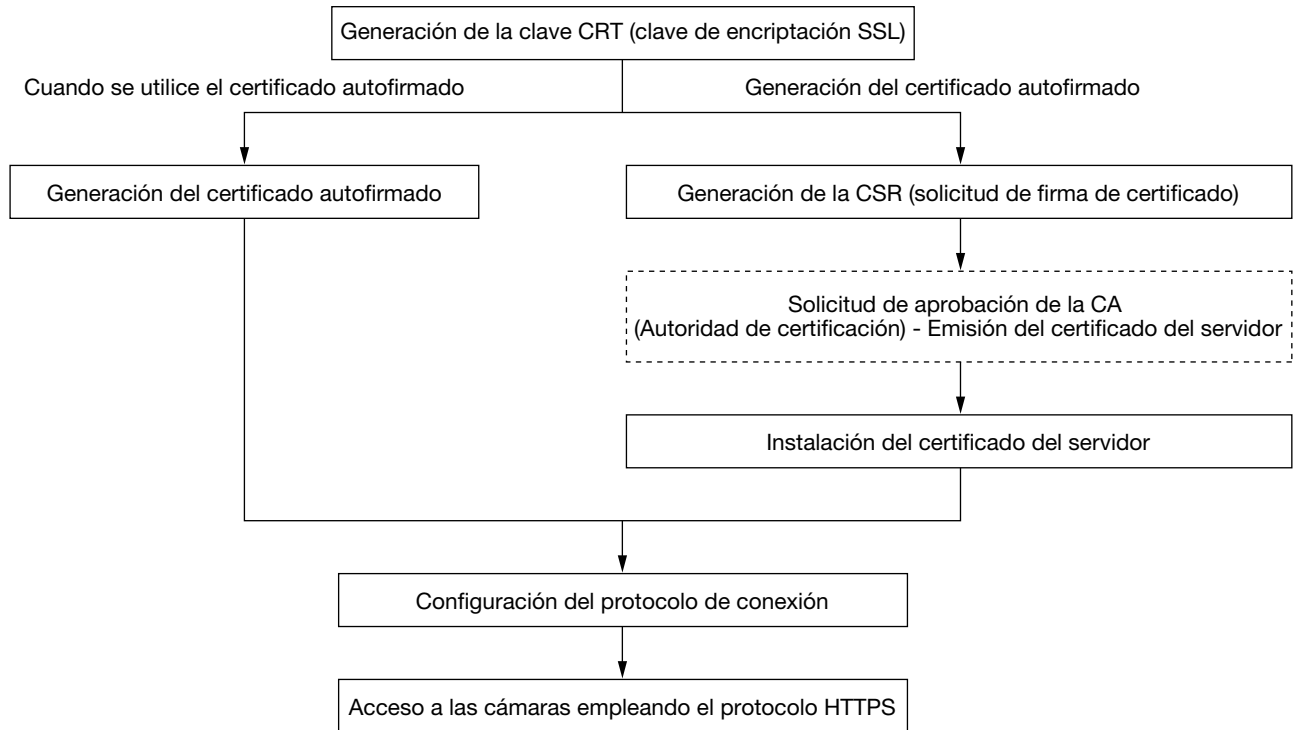 Generación de la clave CRT (clave de encriptación SSL)
Cuando se utilice el certificado autofirmado
Generación del certificado autofirmado
Generación del certificado autofirmado
Generación de la CSR (solicitud de firma de certificado)
Solicitud de aprobación de la CA
(Autoridad de certificación) - Emisión del certificado del servidor
Instalación del certificado del servidor
Configuración del protocolo de conexión
Acceso a las cámaras empleando el protocolo HTTPS